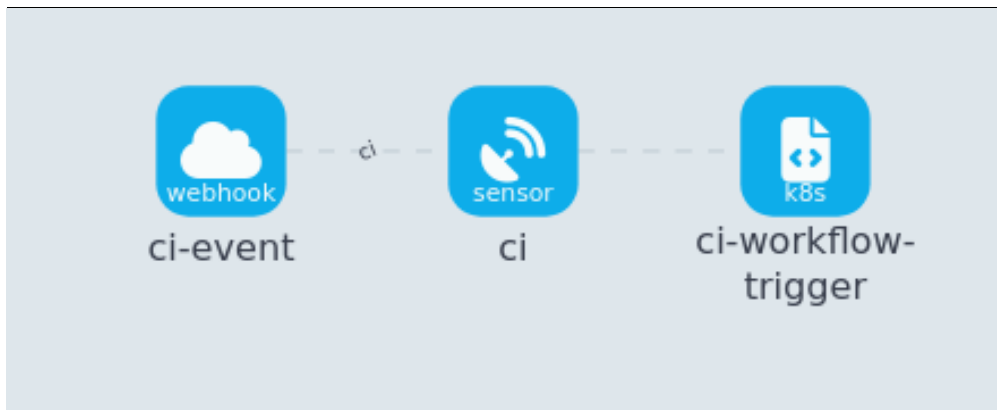 ci
webhook
sensor
k8s
ci-event
ci
ci-workflow-
trigger